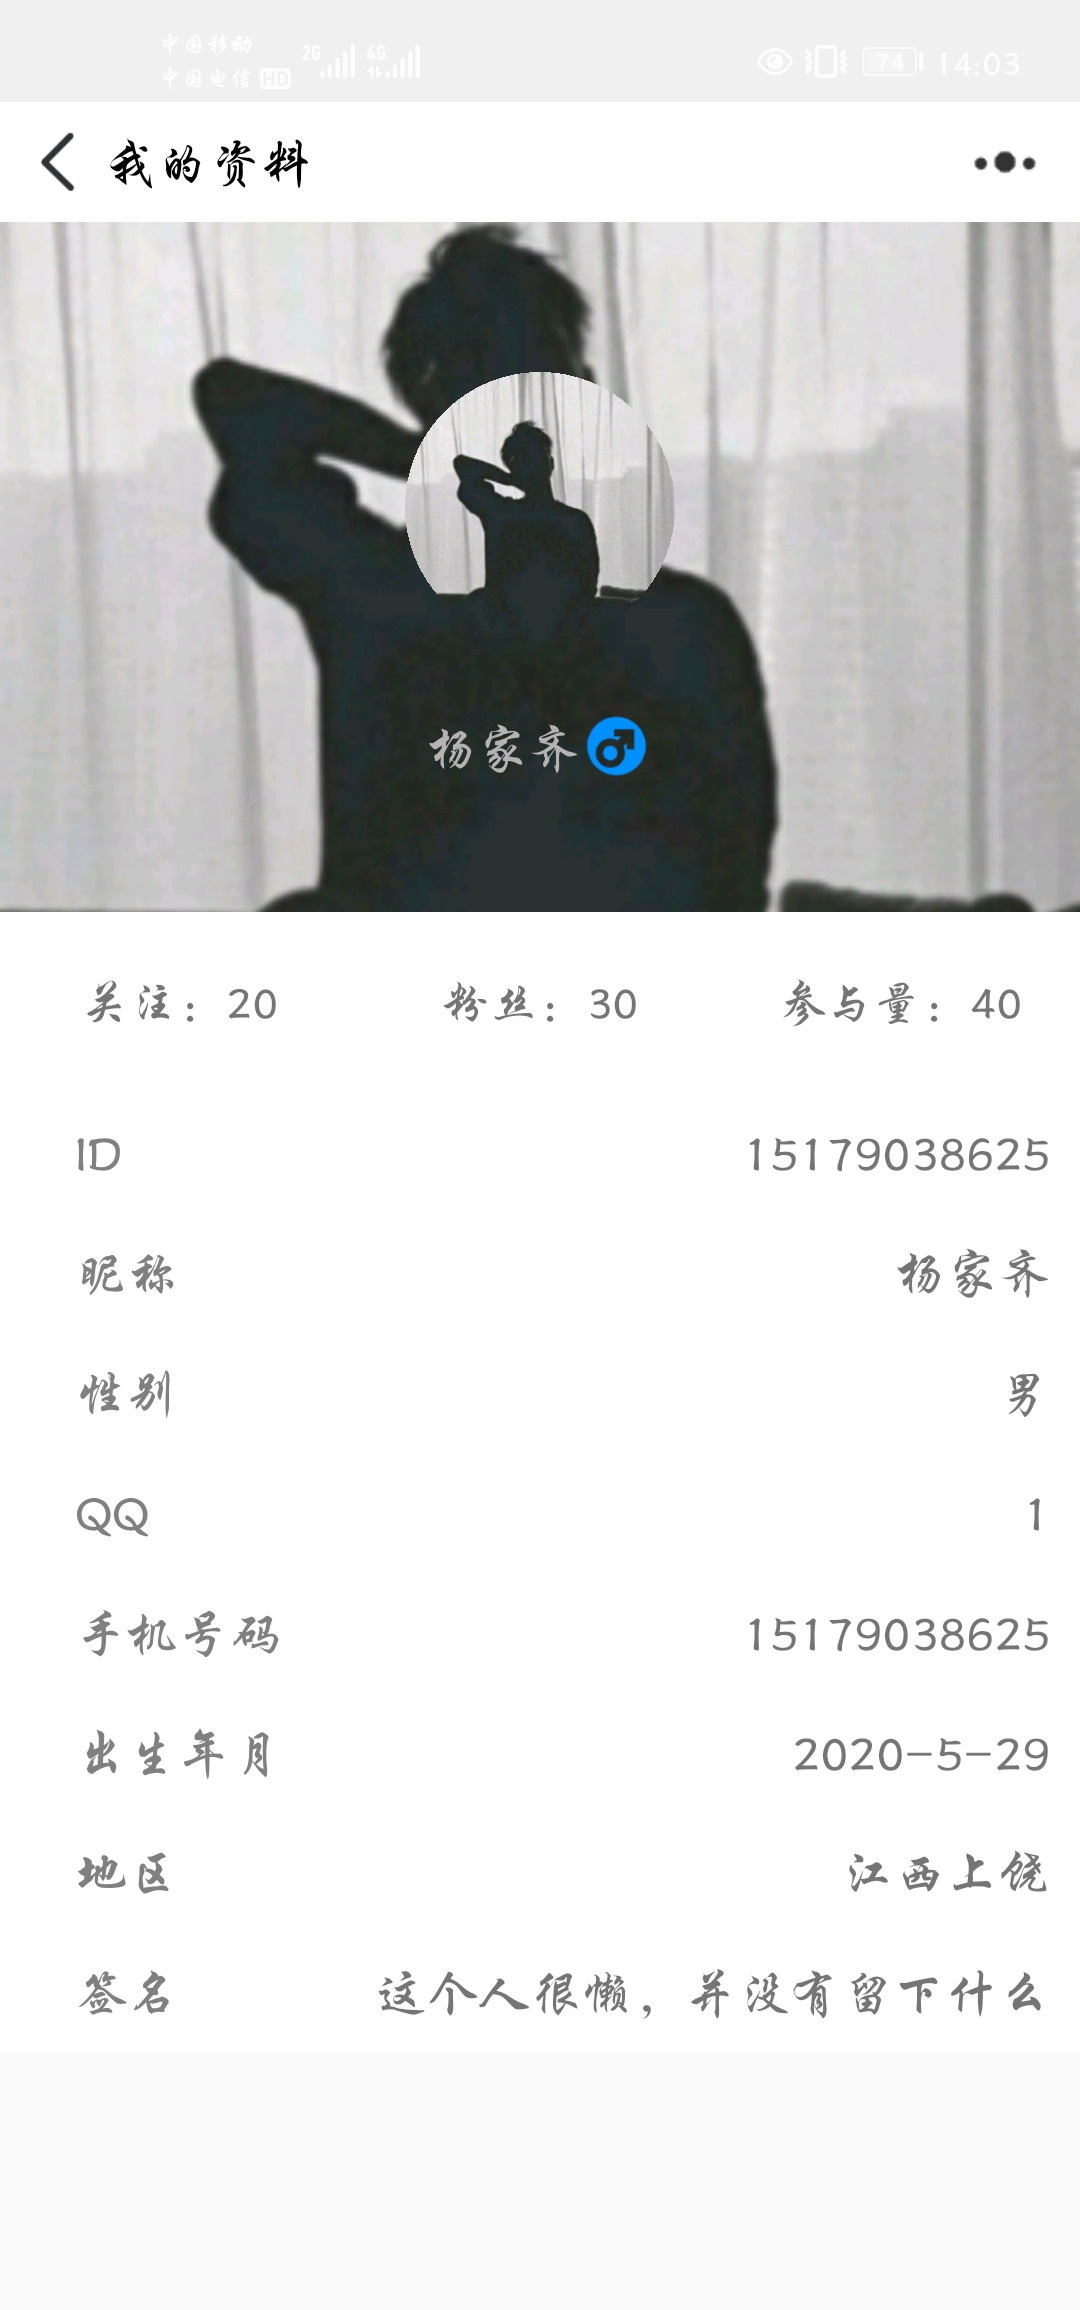 中国移动
中国电信 HD 2G 4G 74 14:03
我的资料
杨家齐
关注：20 粉丝：30 参与量：40
ID 15179038625
昵称 杨家齐
性别 男
QQ 1
手机号码 15179038625
出生年月 2020-5-29
地区 江西上饶
签名 这个人很懒，并没有留下什么